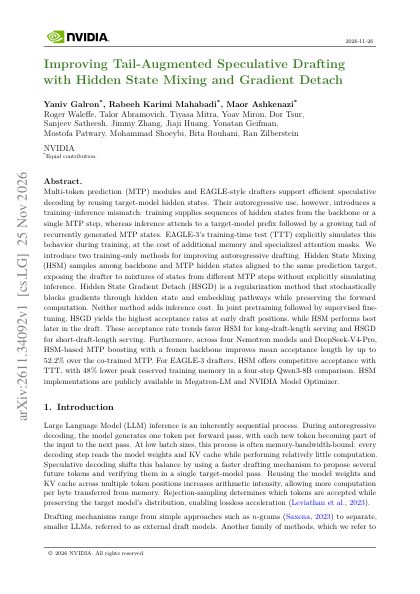 NVIDIA.
2026-11-26
Improving Tail-Augmented Speculative Drafting
with Hidden State Mixing and Gradient Detach
Yaniv Galron*, Rabeeh Karimi Mahabadi*, Maor Ashkenazi*
Roger Waleffe, Talor Abramovich, Tiyasa Mitra, Yoav Miron, Dor Tsur,
Sanjeev Satheesh, Jimmy Zhang, Jiaji Huang, Yonatan Geifman,
Mostofa Patwary, Mohammad Shoeybi, Bita Rouhani, Ran Zilberstein
NVIDIA
*Equal contribution.
Abstract.
Multi-token prediction (MTP) modules and EAGLE-style drafters support efficient speculative
decoding by reusing target-model hidden states. Their autoregressive use, however, introduces a
training–inference mismatch: training supplies sequences of hidden states from the backbone or a
single MTP step, whereas inference attends to a target-model prefix followed by a growing tail of
recurrently generated MTP states. EAGLE-3's training-time test (TTT) explicitly simulates this
behavior during training, at the cost of additional memory and specialized attention masks. We
introduce two training-only methods for improving autoregressive drafting. Hidden State Mixing
(HSM) samples among backbone and MTP hidden states aligned to the same prediction target,
exposing the drafter to mixtures of states from different MTP steps without explicitly simulating
inference. Hidden State Gradient Detach (HSGD) is a regularization method that stochastically
blocks gradients through hidden state and embedding pathways while preserving the forward
computation. Neither method adds inference cost. In joint pretraining followed by supervised fine-
tuning, HSGD yields the highest acceptance rates at early draft positions, while HSM performs best
later in the draft. These acceptance rate trends favor HSM for long-draft-length serving and HSGD
for short-draft-length serving. Furthermore, across four Nemotron models and DeepSeek-V4-Pro,
HSM-based MTP boosting with a frozen backbone improves mean acceptance length by up to
52.2% over the co-trained MTP. For EAGLE-3 drafters, HSM offers competitive acceptance with
TTT, with 48% lower peak reserved training memory in a four-step Qwen3-8B comparison. HSM
implementations are publicly available in Megatron-LM and NVIDIA Model Optimizer.
1. Introduction
Large Language Model (LLM) inference is an inherently sequential process. During autoregressive
decoding, the model generates one token per forward pass, with each new token becoming part of
the input to the next pass. At low batch sizes, this process is often memory-bandwidth-bound: every
decoding step reads the model weights and KV cache while performing relatively little computation.
Speculative decoding shifts this balance by using a faster drafting mechanism to propose several
future tokens and verifying them in a single target-model pass. Reusing the model weights and
KV cache across multiple token positions increases arithmetic intensity, allowing more computation
per byte transferred from memory. Rejection-sampling determines which tokens are accepted while
preserving the target model's distribution, enabling lossless acceleration (Leviathan et al., 2023).
Drafting mechanisms range from simple approaches such as n-grams (Saxena, 2023) to separate,
smaller LLMs, referred to as external draft models. Another family of methods, which we refer to
© 2026 NVIDIA. All rights reserved.
arXiv:2611.34092v1 [cs.LG] 25 Nov 2026